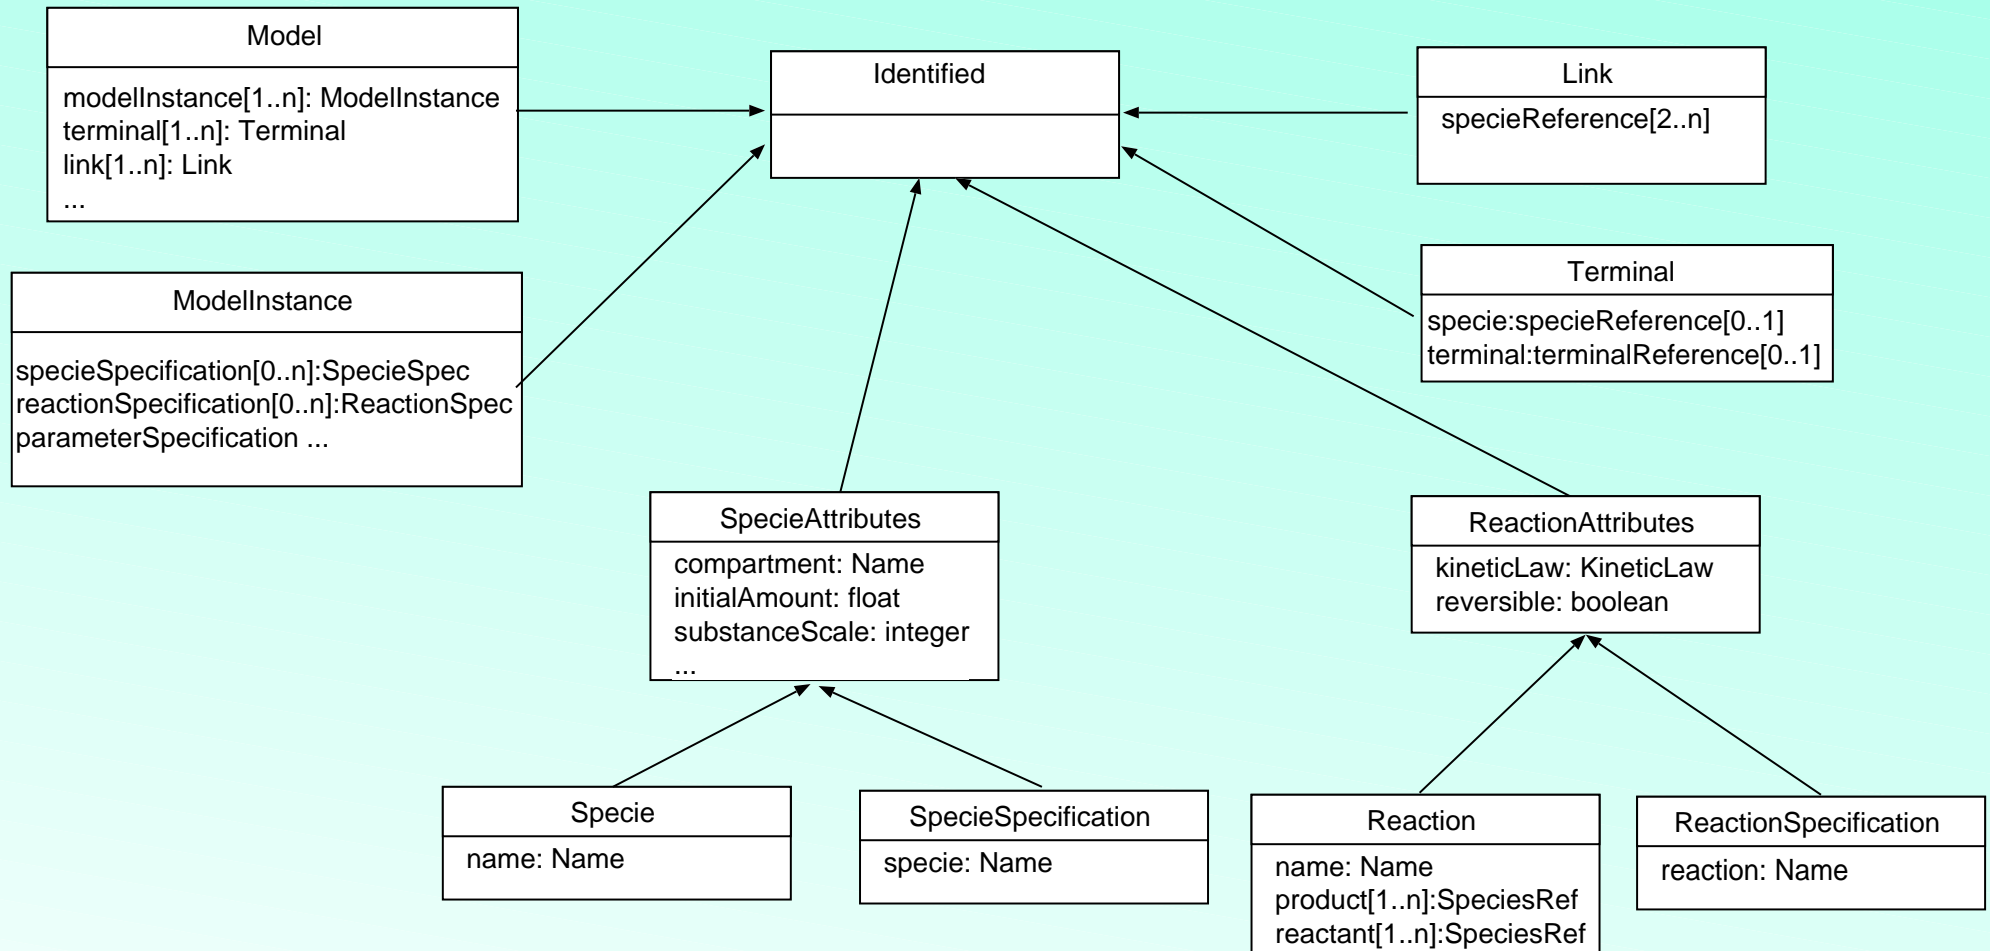 Model
modelInstance[1..n]: ModelInstance
terminal[1..n]: Terminal
link[1..n]: Link
...
Identified
Link
specieReference[2..n]
ModelInstance
specieSpecification[0..n]:SpecieSpec
reactionSpecification[0..n]:ReactionSpec
parameterSpecification ...
Terminal
specie:specieReference[0..1]
terminal:terminalReference[0..1]
SpecieAttributes
compartment: Name
initialAmount: float
substanceScale: integer
...
ReactionAttributes
kineticLaw: KineticLaw
reversible: boolean
Specie
name: Name
SpecieSpecification
specie: Name
Reaction
name: Name
product[1..n]:SpeciesRef
reactant[1..n]:SpeciesRef
ReactionSpecification
reaction: Name